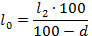 l₀ = (l₂ · 100) / (100 − d)